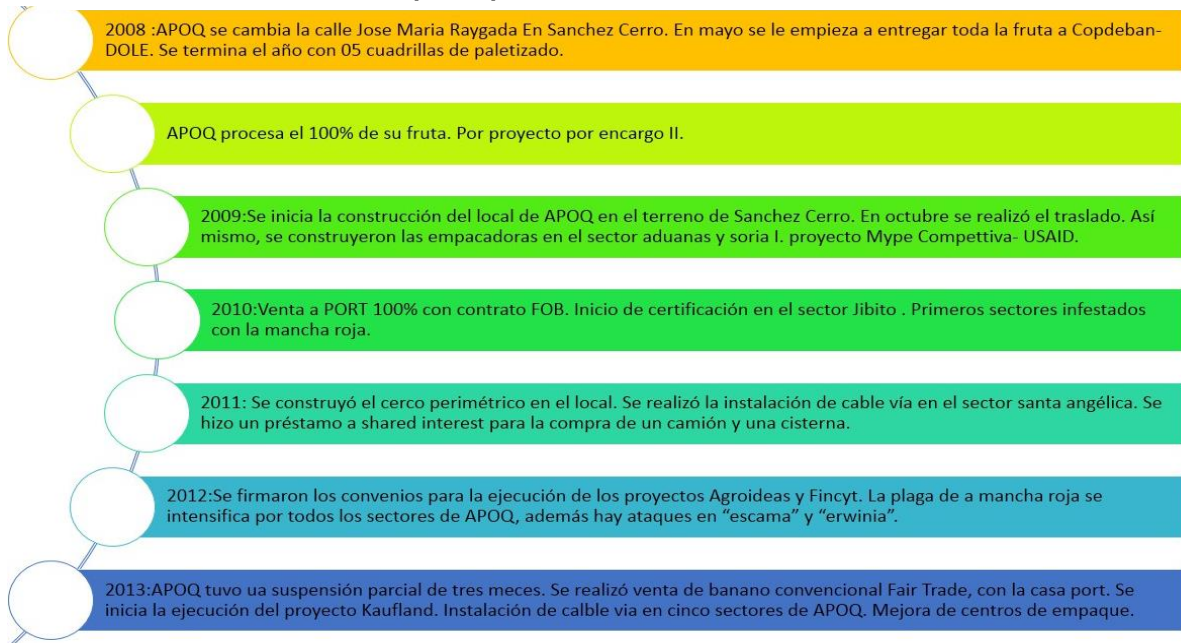 2008 :APOQ se cambia la calle Jose Maria Raygada En Sanchez Cerro. En mayo se le empieza a entregar toda la fruta a Copdeban-
DOLE. Se termina el año con 05 cuadrillas de paletizado.
APOQ procesa el 100% de su fruta. Por proyecto por encargo II.
2009:Se inicia la construcción del local de APOQ en el terreno de Sanchez Cerro. En octubre se realizó el traslado. Así
mismo, se construyeron las empacadoras en el sector aduanas y soria I. proyecto Mype Compettiva- USAID.
2010:Venta a PORT 100% con contrato FOB. Inicio de certificación en el sector Jibito . Primeros sectores infestados
con la mancha roja.
2011: Se construyó el cerco perimétrico en el local. Se realizó la instalación de cable vía en el sector santa angélica. Se
hizo un préstamo a shared interest para la compra de un camión y una cisterna.
2012:Se firmaron los convenios para la ejecución de los proyectos Agroideas y Fincyt. La plaga de a mancha roja se
intensifica por todos los sectores de APOQ, además hay ataques en “escama” y “erwinia”.
2013:APOQ tuvo ua suspensión parcial de tres meces. Se realizó venta de banano convencional Fair Trade, con la casa port. Se
inicia la ejecución del proyecto Kaufland. Instalación de calble via en cinco sectores de APOQ. Mejora de centros de empaque.